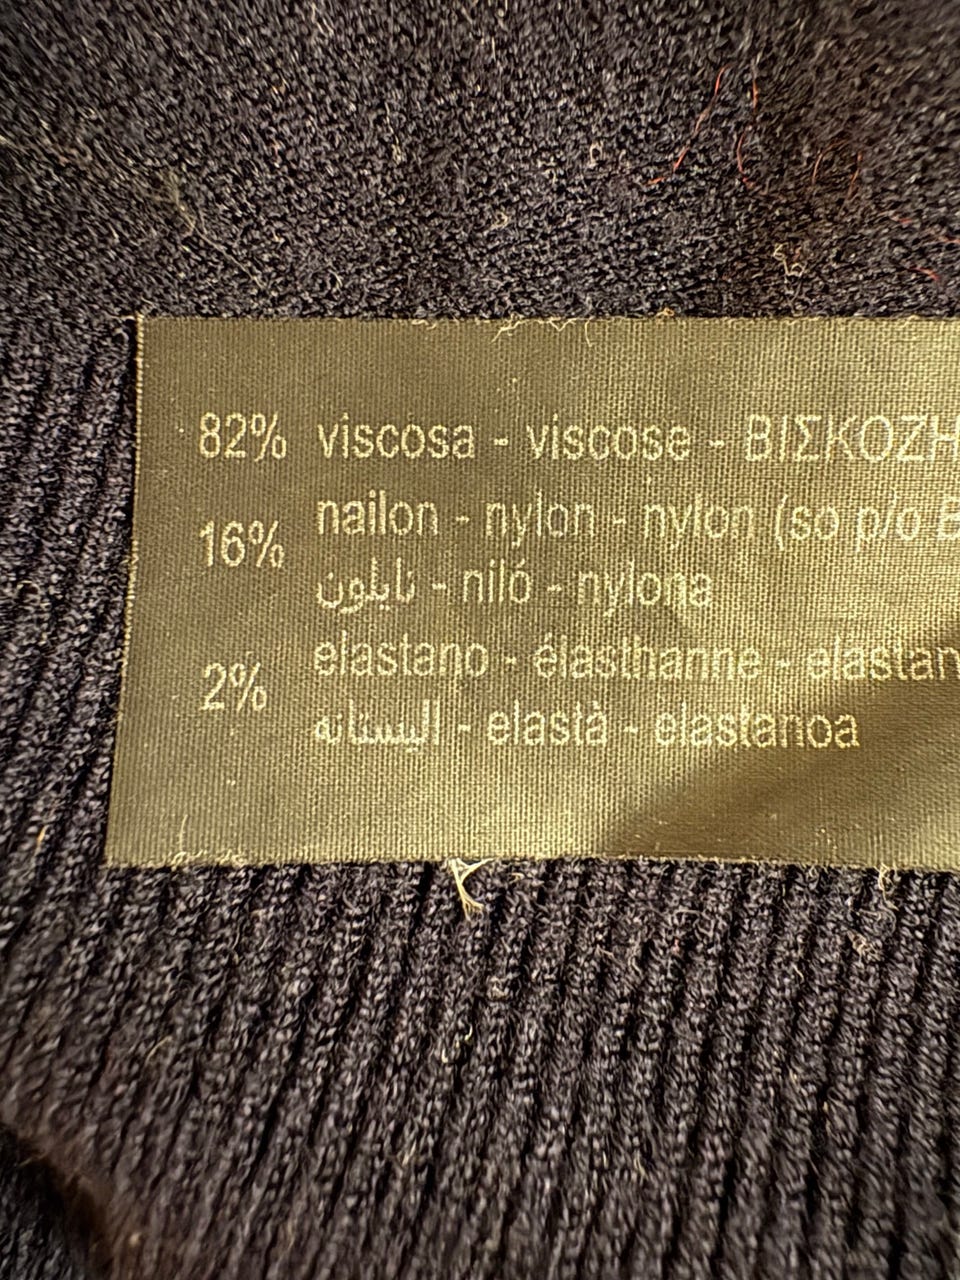 82% viscosa - viscose - ΒΙΣΚΟΖΗ
16% nailon - nylon - nylon (so p/o
نايلون - niló - nylona
2% elastano - élasthanne - elastan
اليستانه - elastà - elastanoa